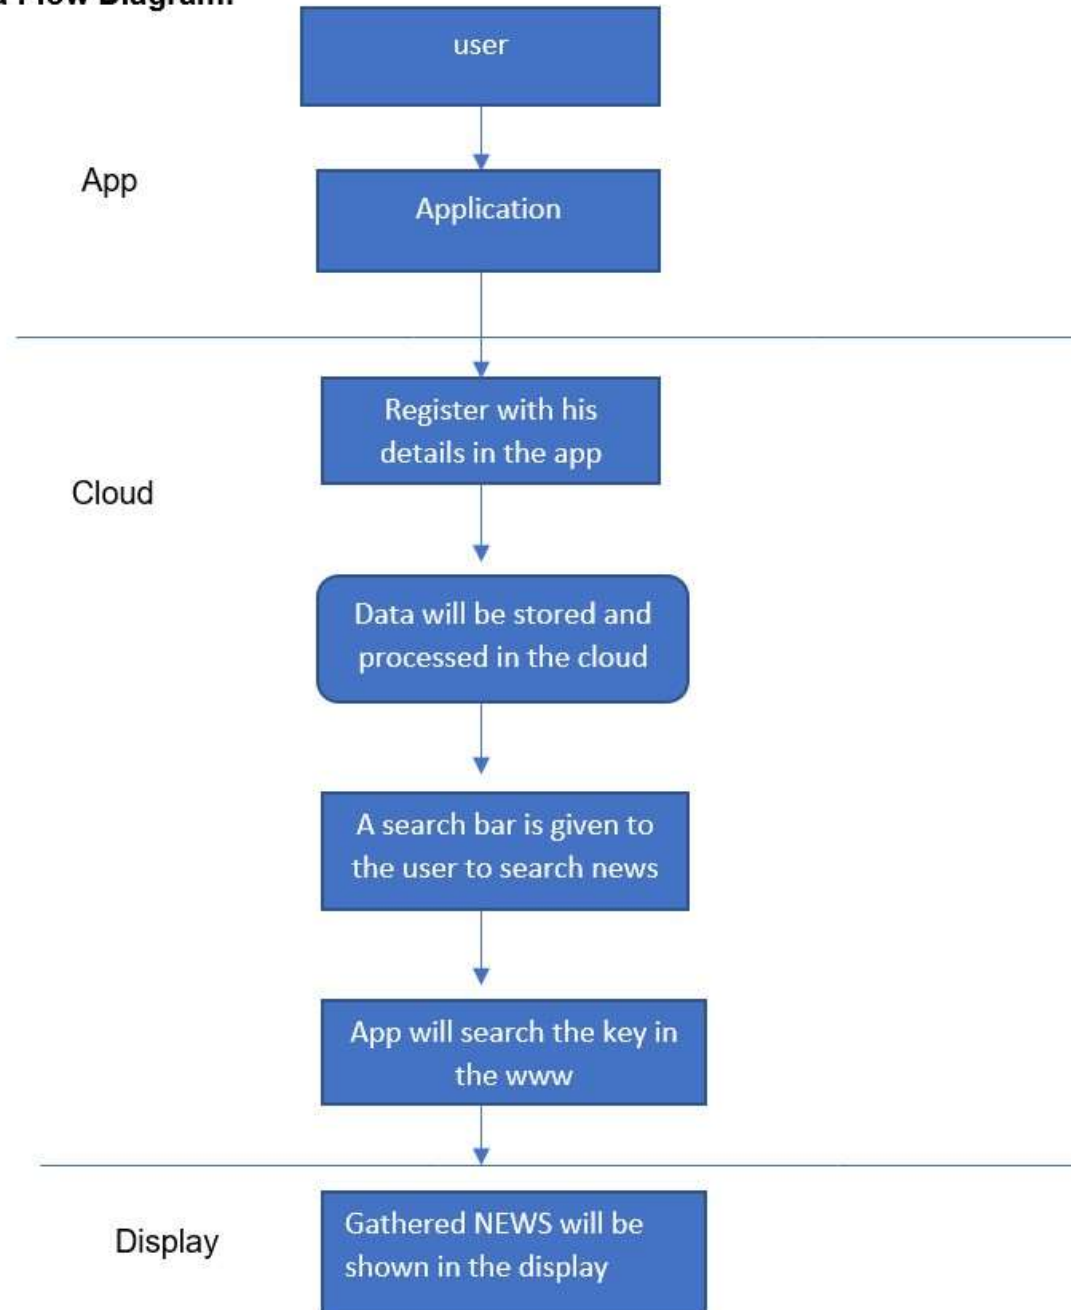 Flow Diagram:
user
App
Application
Register with his
details in the app
Cloud
Data will be stored and
processed in the cloud
A search bar is given to
the user to search news
App will search the key in
the www
Display
Gathered NEWS will be
shown in the display